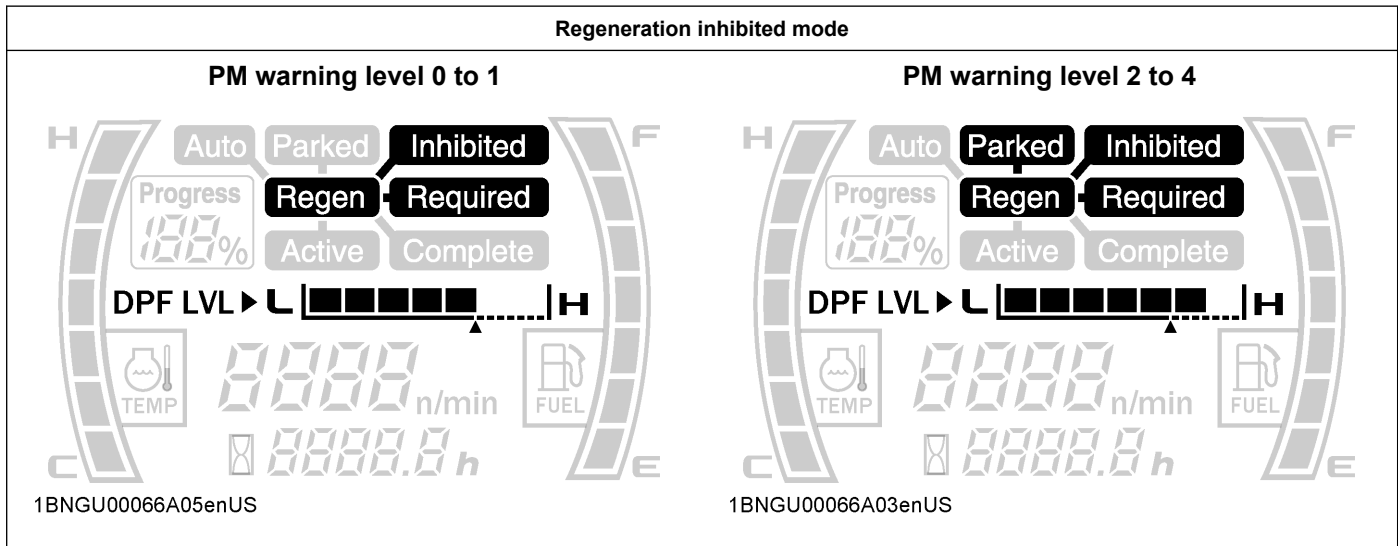 Regeneration inhibited mode
PM warning level 0 to 1
H
F
Auto
Parked
Inhibited
Progress
188%
Regen
Required
Active
Complete
DPF LVL ▶ L
H
TEMP
8888 n/min
FUEL
C
8888.8 h
E
1BNGU00066A05enUS
PM warning level 2 to 4
H
F
Auto
Parked
Inhibited
Progress
188%
Regen
Required
Active
Complete
DPF LVL ▶ L
H
TEMP
8888 n/min
FUEL
C
8888.8 h
E
1BNGU00066A03enUS